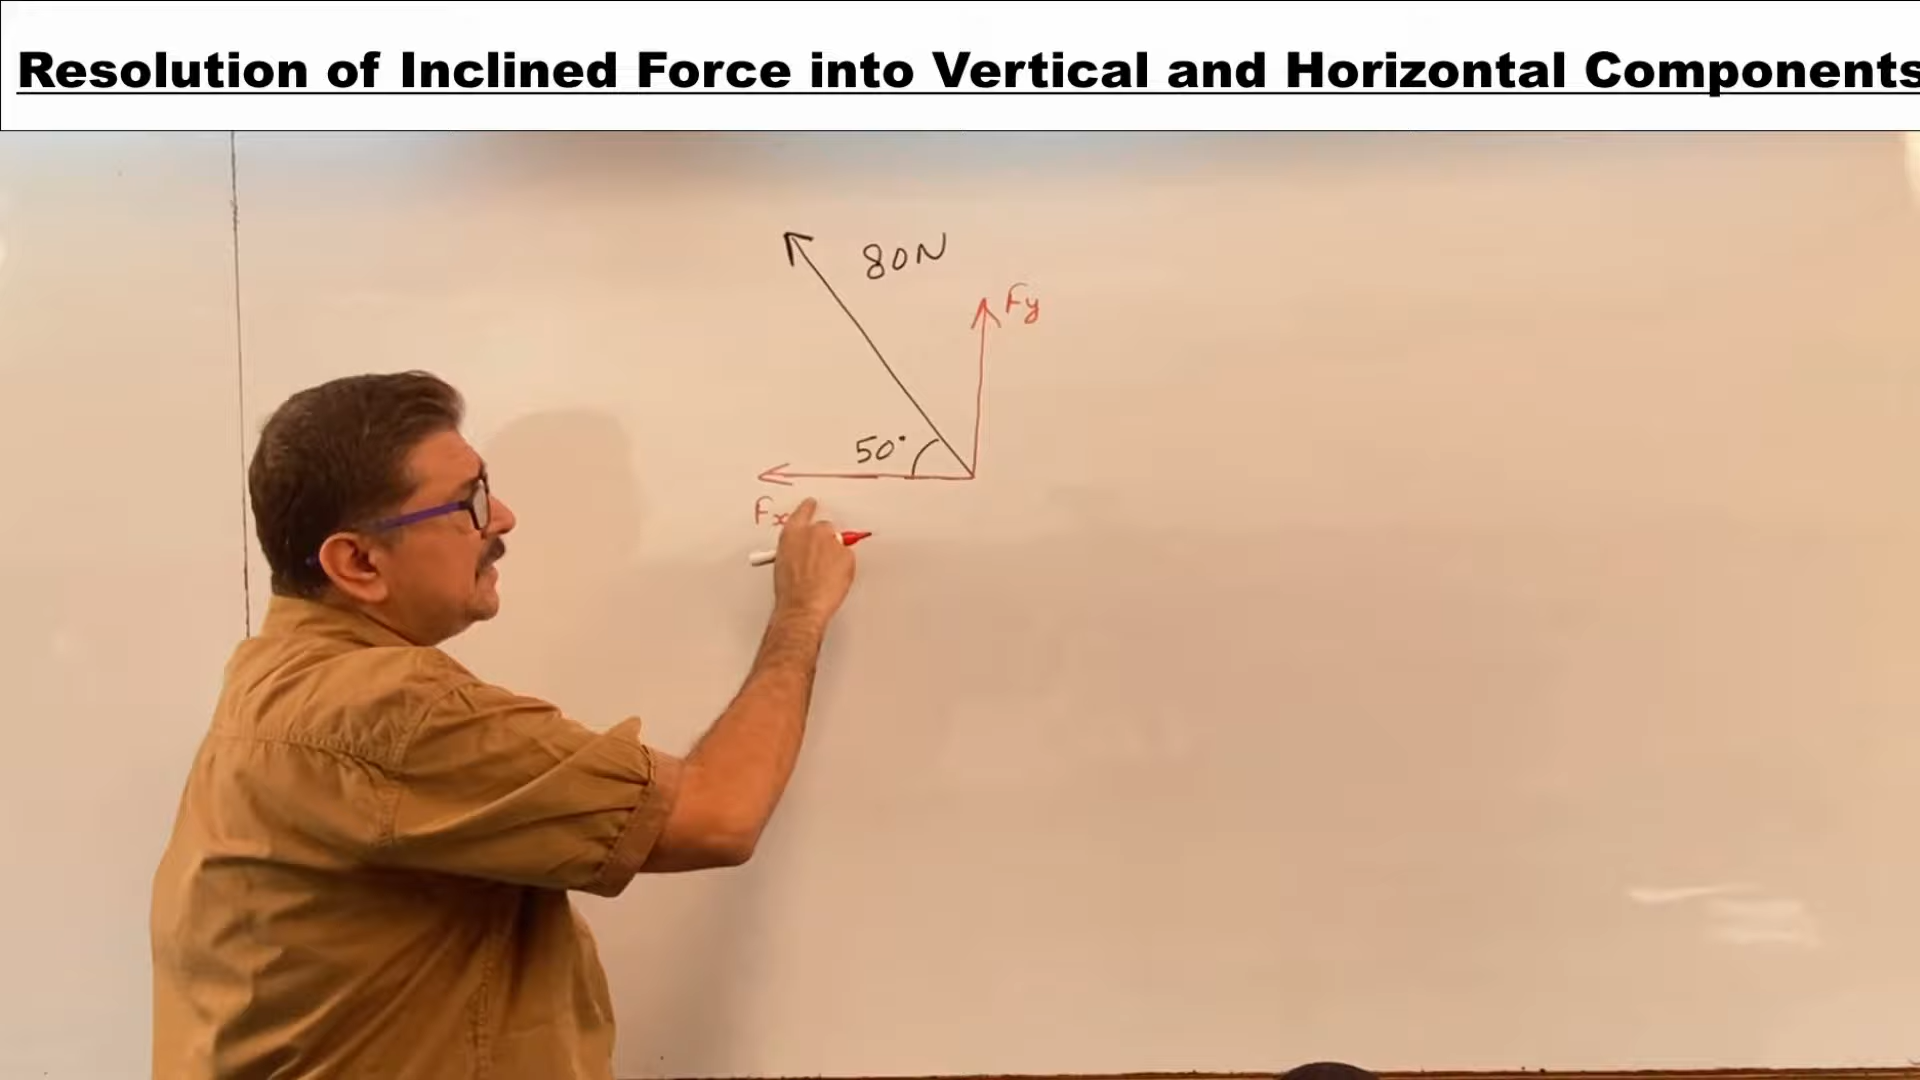 Resolution of Inclined Force into Vertical and Horizontal Components
80N
Fy
50°
Fx